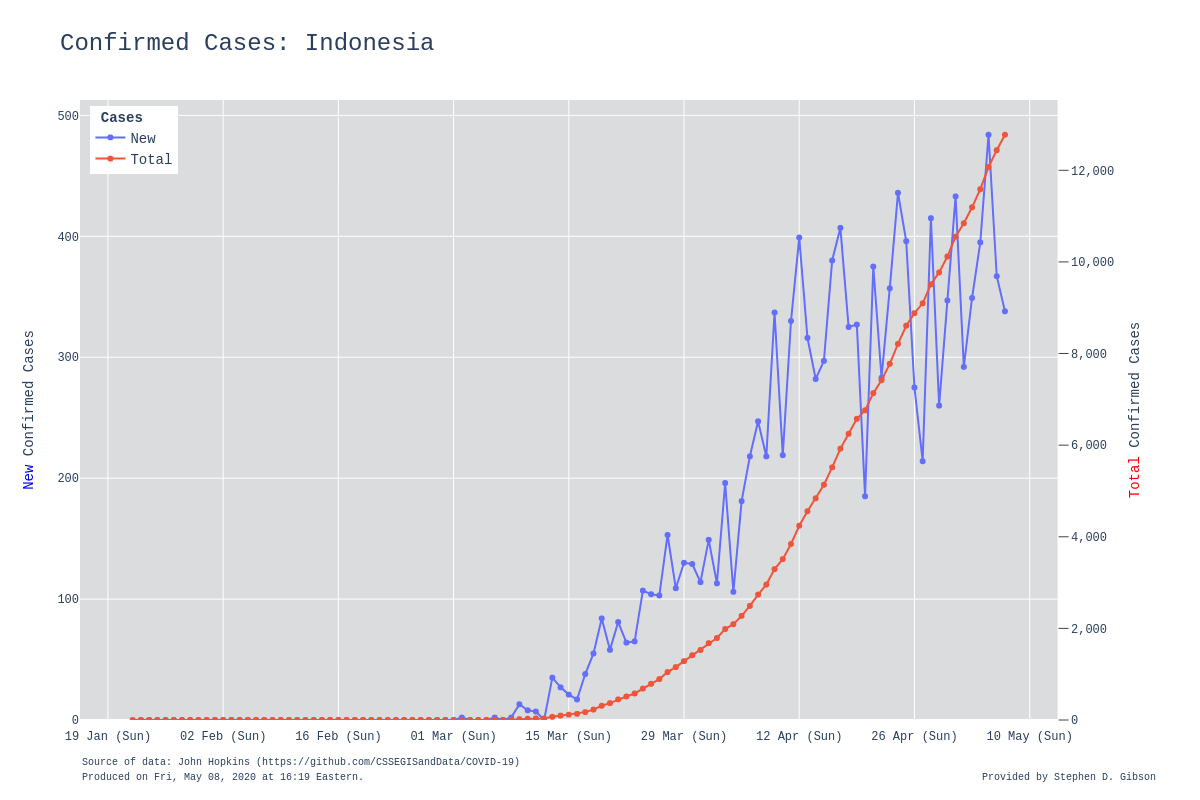 Confirmed Cases: Indonesia
Cases
New
Total
500
400
300
200
100
0
12,000
10,000
8,000
6,000
4,000
2,000
0
New Confirmed Cases
Total Confirmed Cases
19 Jan (Sun) 02 Feb (Sun) 16 Feb (Sun) 01 Mar (Sun) 15 Mar (Sun) 29 Mar (Sun) 12 Apr (Sun) 26 Apr (Sun) 10 May (Sun)
Source of data: John Hopkins (https://github.com/CSSEGISandData/COVID-19)
Produced on Fri, May 08, 2020 at 16:19 Eastern.
Provided by Stephen D. Gibson